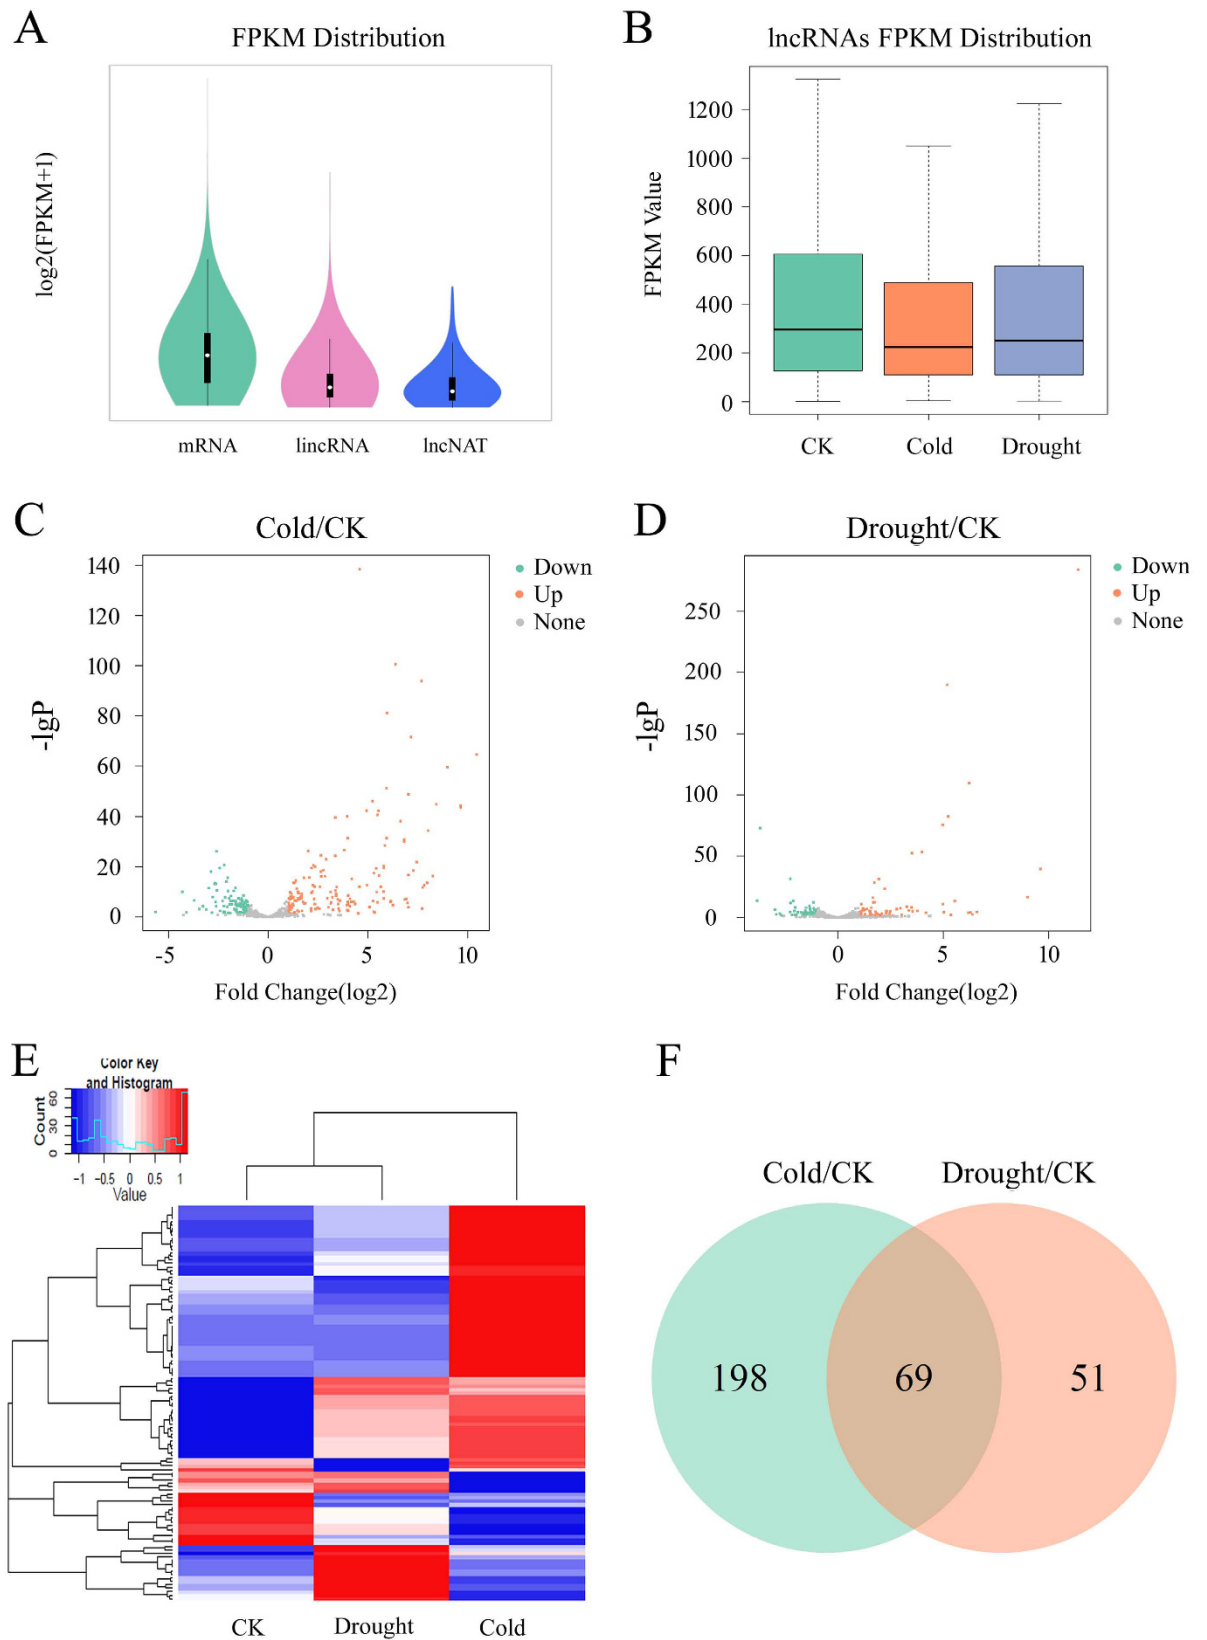 A
FPKM Distribution
log2(FPKM+1)
mRNA
lincRNA
lncNAT
B
lncRNAs FPKM Distribution
FPKM Value
1200
1000
800
600
400
200
0
CK
Cold
Drought
C
Cold/CK
-lgP
140
120
100
80
60
40
20
0
-5
0
5
10
Fold Change(log2)
Down
Up
None
D
Drought/CK
-lgP
250
200
150
100
50
0
0
5
10
Fold Change(log2)
Down
Up
None
E
Color Key
and Histogram
Count
0 30 60
-1 -0.5 0 0.5 1
Value
CK
Drought
Cold
F
Cold/CK
Drought/CK
198
69
51